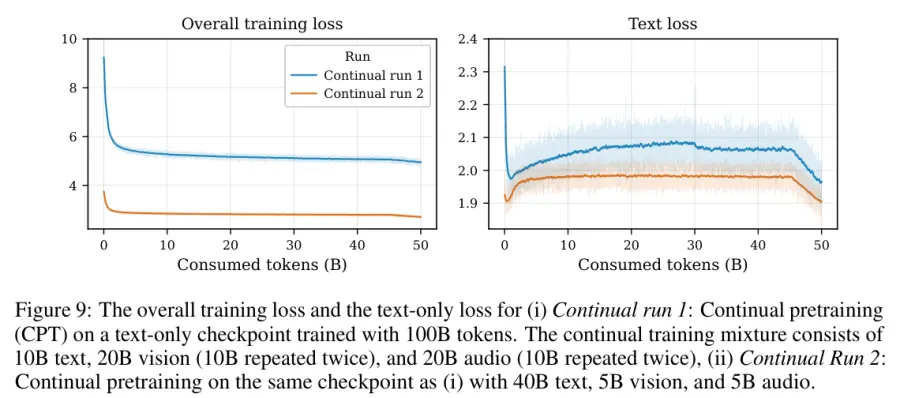 Overall training loss
Text loss
10
8
6
4
Run
Continual run 1
Continual run 2
0
10
20
30
40
50
Consumed tokens (B)
2.4
2.3
2.2
2.1
2.0
1.9
0
10
20
30
40
50
Consumed tokens (B)
Figure 9: The overall training loss and the text-only loss for (i) Continual run 1: Continual pretraining
(CPT) on a text-only checkpoint trained with 100B tokens. The continual training mixture consists of
10B text, 20B vision (10B repeated twice), and 20B audio (10B repeated twice), (ii) Continual Run 2:
Continual pretraining on the same checkpoint as (i) with 40B text, 5B vision, and 5B audio.